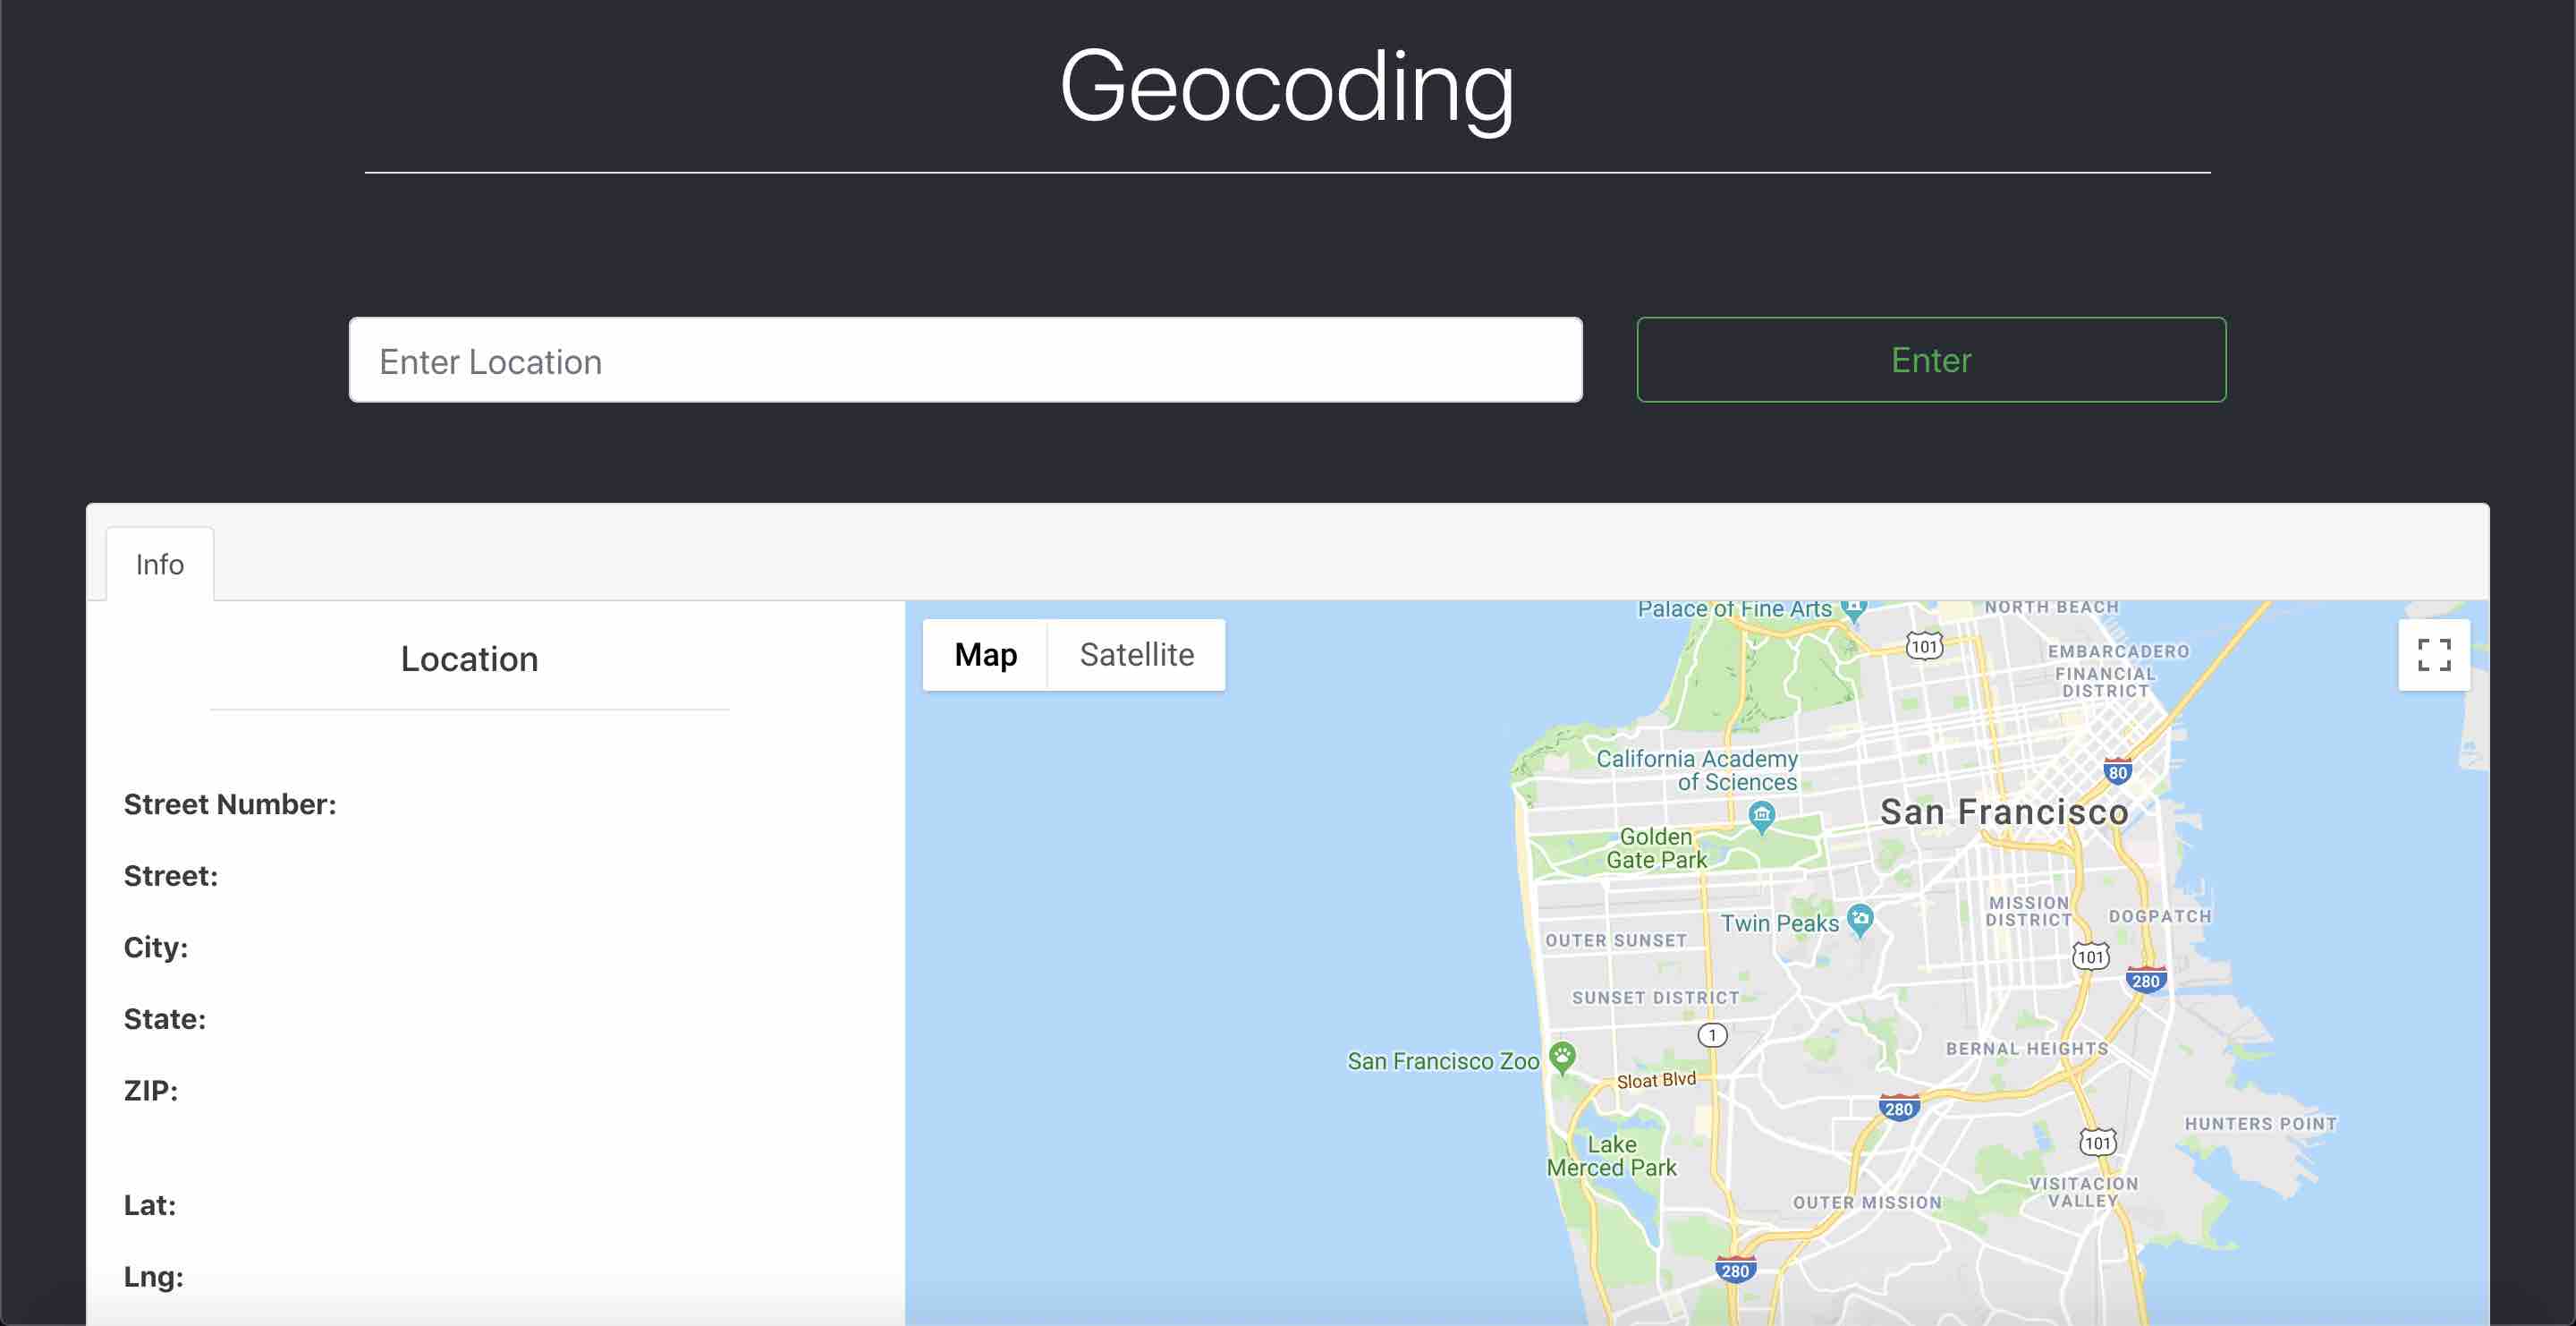 Geocoding
Enter Location
Enter
Info
Location
Street Number:
Street:
City:
State:
ZIP:
Lat:
Lng:
Map
Satellite
Palace of Fine Arts
NORTH BEACH
101
EMBARCADERO
FINANCIAL
DISTRICT
California Academy
of Sciences
80
San Francisco
Golden
Gate Park
MISSION
DISTRICT
DOGPATCH
Twin Peaks
OUTER SUNSET
101
280
SUNSET DISTRICT
1
BERNAL HEIGHTS
San Francisco Zoo
Sloat Blvd
280
HUNTERS POINT
101
Lake
Merced Park
VISITACION
VALLEY
OUTER MISSION
280